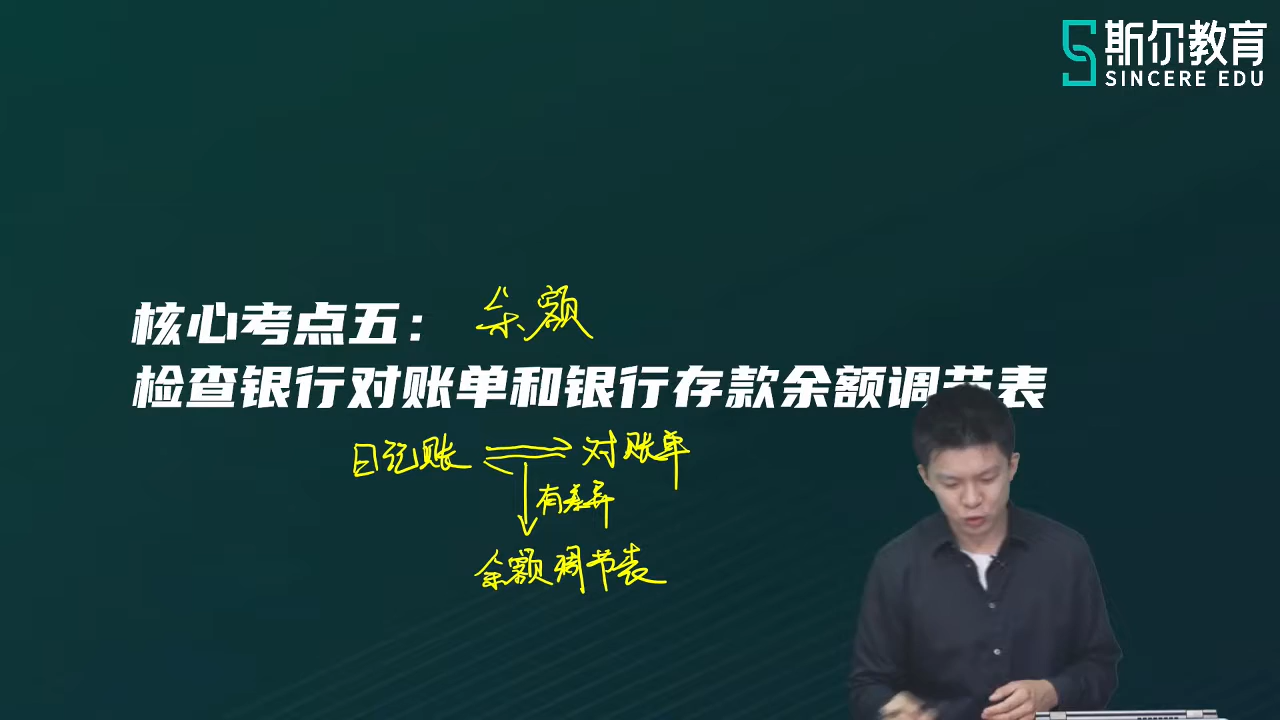 斯尔教育
SINCERE EDU
核心考点五： 余额
检查银行对账单和银行存款余额调节表
日记账 对账单
有差异
余额调节表